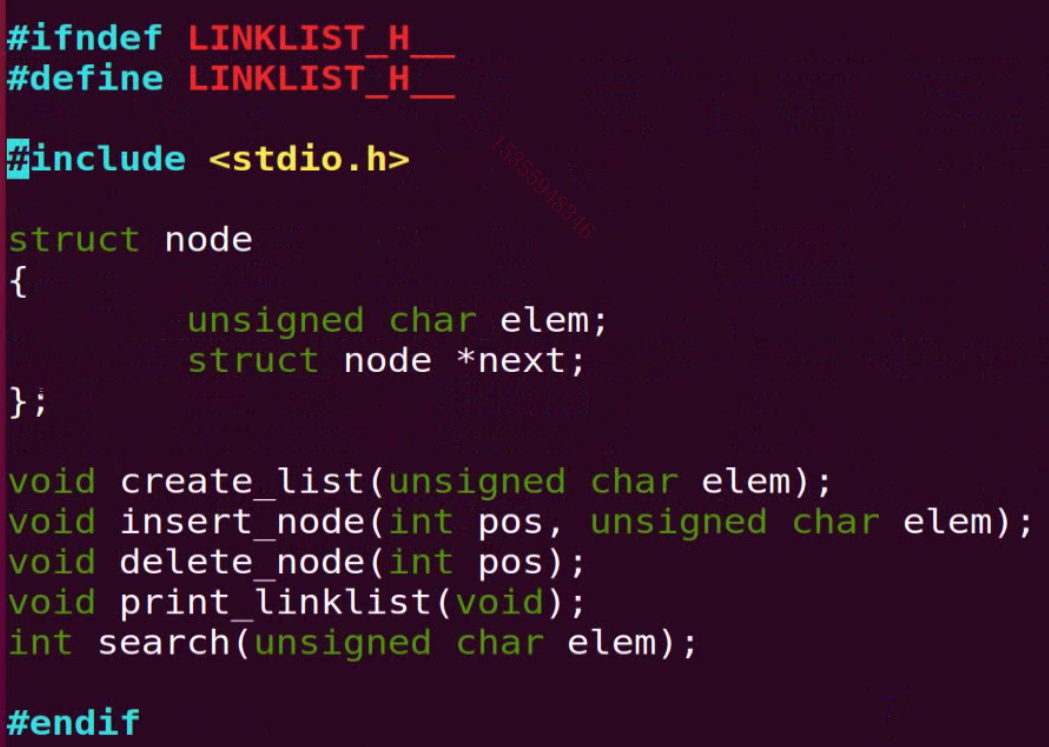 #ifndef LINKLIST_H__
#define LINKLIST_H__
#include <stdio.h>
struct node
{
unsigned char elem;
struct node *next;
};
void create_list(unsigned char elem);
void insert_node(int pos, unsigned char elem);
void delete_node(int pos);
void print_linklist(void);
int search(unsigned char elem);
#endif
15355948346